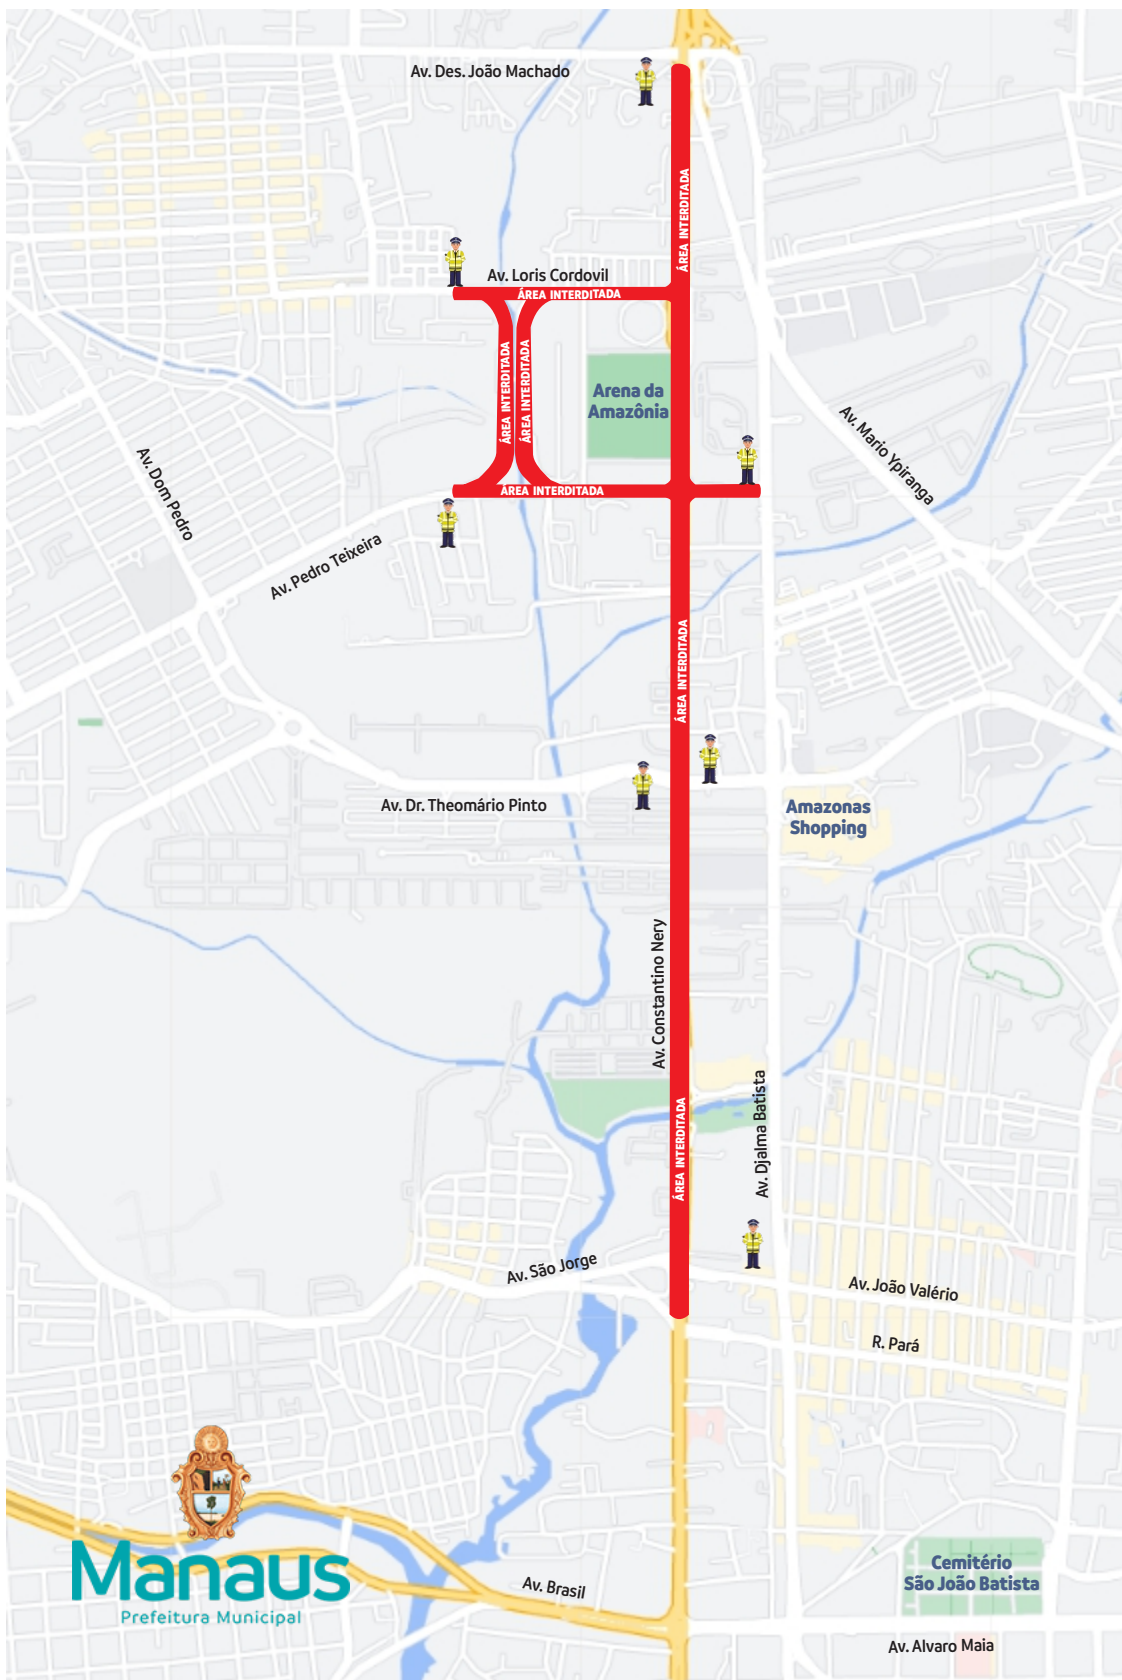 Av. Des. João Machado
ÁREA INTERDITADA
Av. Loris Cordovil
ÁREA INTERDITADA
ÁREA INTERDITADA
ÁREA INTERDITADA
Arena da
Amazônia
Av. Mario Ypiranga
Av. Dom Pedro
ÁREA INTERDITADA
Av. Pedro Teixeira
ÁREA INTERDITADA
Av. Dr. Theomário Pinto
Amazonas
Shopping
Av. Constantino Nery
Av. Djalma Batista
ÁREA INTERDITADA
Av. São Jorge
Av. João Valério
R. Pará
Manaus
Prefeitura Municipal
Av. Brasil
Cemitério
São João Batista
Av. Alvaro Maia